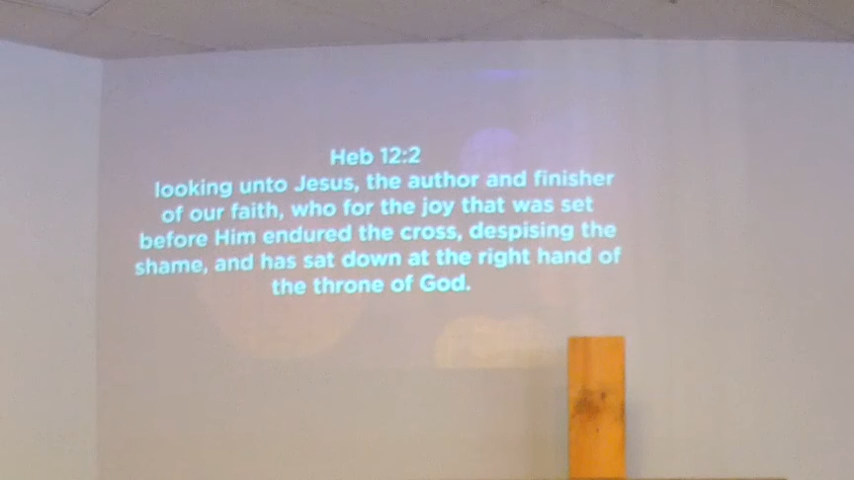 Heb 12:2
looking unto Jesus, the author and finisher
of our faith, who for the joy that was set
before Him endured the cross, despising the
shame, and has sat down at the right hand of
the throne of God.